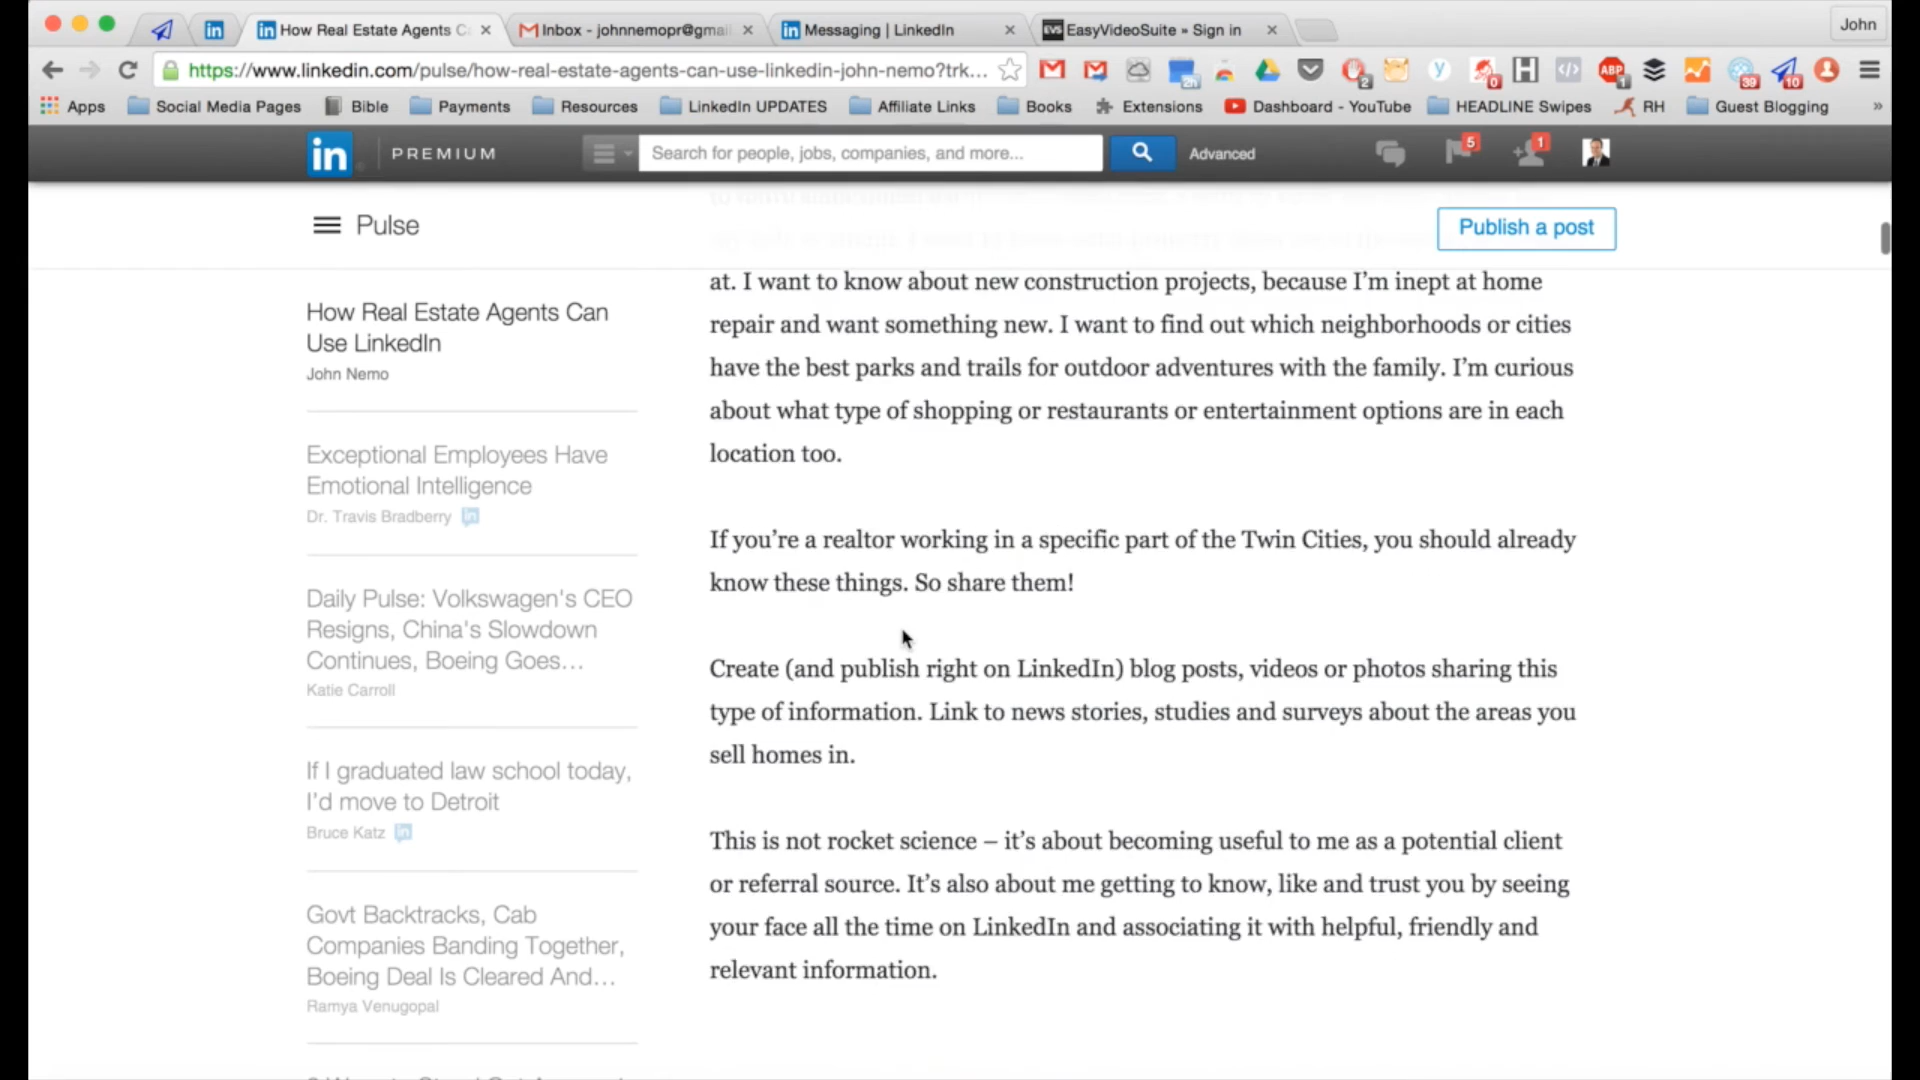 How Real Estate Agents C
Inbox - johnnemopr@gmai
Messaging | LinkedIn
EasyVideoSuite » Sign in
John
https://www.linkedin.com/pulse/how-real-estate-agents-can-use-linkedin-john-nemo?trk...
Apps
Social Media Pages
Bible
Payments
Resources
LinkedIn UPDATES
Affiliate Links
Books
Extensions
Dashboard - YouTube
HEADLINE Swipes
RH
Guest Blogging
»
in
PREMIUM
Search for people, jobs, companies, and more...
Advanced
5
1
Pulse
Publish a post
How Real Estate Agents Can
Use LinkedIn
John Nemo
Exceptional Employees Have
Emotional Intelligence
Dr. Travis Bradberry
Daily Pulse: Volkswagen's CEO
Resigns, China's Slowdown
Continues, Boeing Goes...
Katie Carroll
If I graduated law school today,
I'd move to Detroit
Bruce Katz
Govt Backtracks, Cab
Companies Banding Together,
Boeing Deal Is Cleared And...
Ramya Venugopal
at. I want to know about new construction projects, because I’m inept at home
repair and want something new. I want to find out which neighborhoods or cities
have the best parks and trails for outdoor adventures with the family. I’m curious
about what type of shopping or restaurants or entertainment options are in each
location too.
If you’re a realtor working in a specific part of the Twin Cities, you should already
know these things. So share them!
Create (and publish right on LinkedIn) blog posts, videos or photos sharing this
type of information. Link to news stories, studies and surveys about the areas you
sell homes in.
This is not rocket science – it’s about becoming useful to me as a potential client
or referral source. It’s also about me getting to know, like and trust you by seeing
your face all the time on LinkedIn and associating it with helpful, friendly and
relevant information.